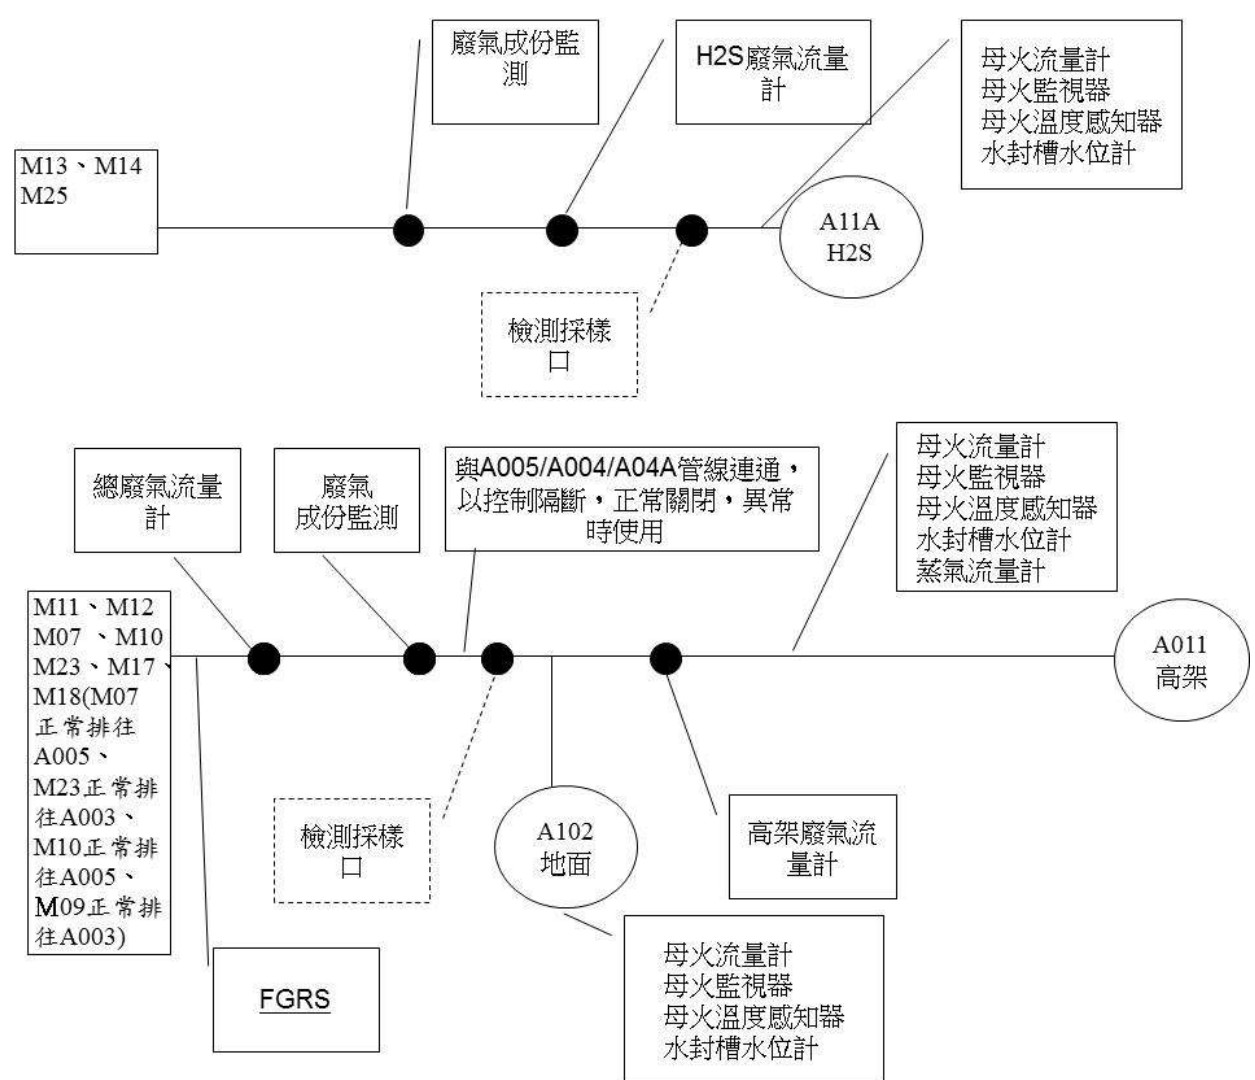 廢氣成份監
測
H2S廢氣流量
計
母火流量計
母火監視器
母火溫度感知器
水封槽水位計
M13、M14
M25
A11A
H2S
檢測採樣
口
總廢氣流量
計
廢氣
成份監測
與A005/A004/A04A管線連通，
以控制隔斷，正常關閉，異常
時使用
母火流量計
母火監視器
母火溫度感知器
水封槽水位計
蒸氣流量計
M11、M12
M07 、M10
M23、M17、
M18(M07
正常排往
A005、
M23正常排
往A003、
M10正常排
往A005、
M09正常排
往A003)
A011
高架
檢測採樣
口
A102
地面
高架廢氣流
量計
FGRS
母火流量計
母火監視器
母火溫度感知器
水封槽水位計